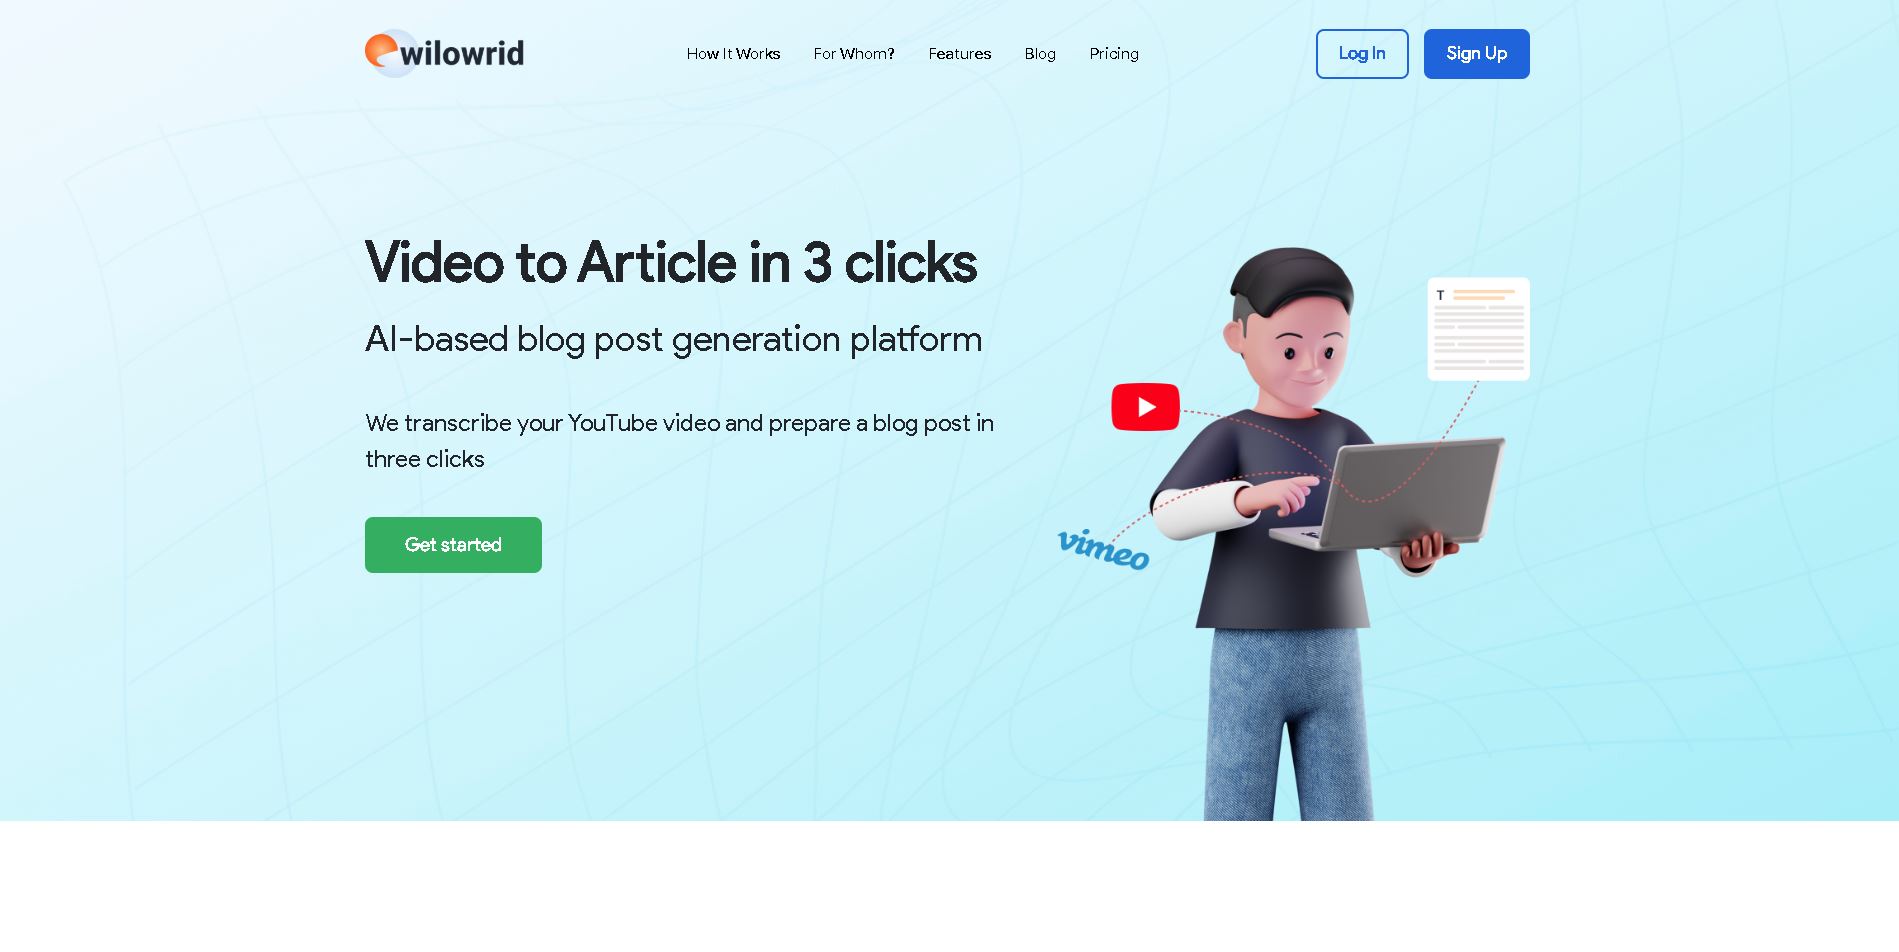 wilowrid
How It Works
For Whom?
Features
Blog
Pricing
Log In
Sign Up
Video to Article in 3 clicks
AI-based blog post generation platform
We transcribe your YouTube video and prepare a blog post in
three clicks
Get started
T
vimeo